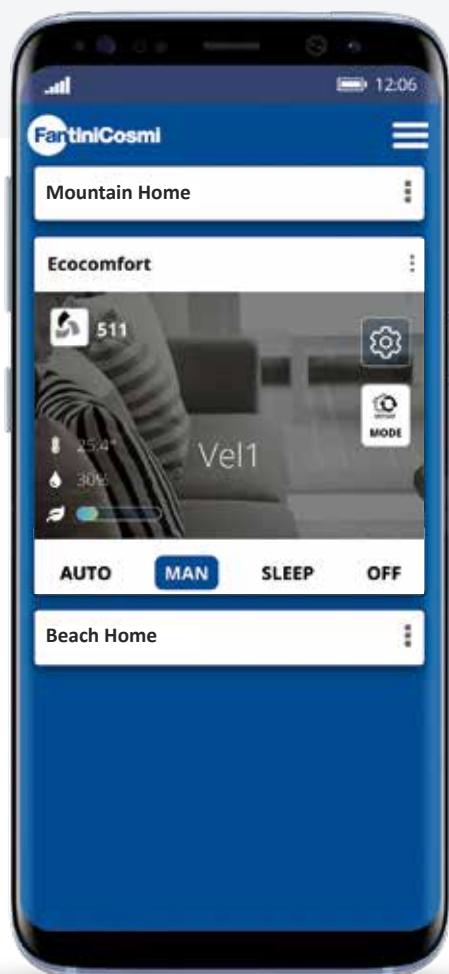 12:06
FantiniCosmi
Mountain Home
Ecocomfort
511
MODE
25.4°
Vel1
30%
AUTO MAN SLEEP OFF
Beach Home